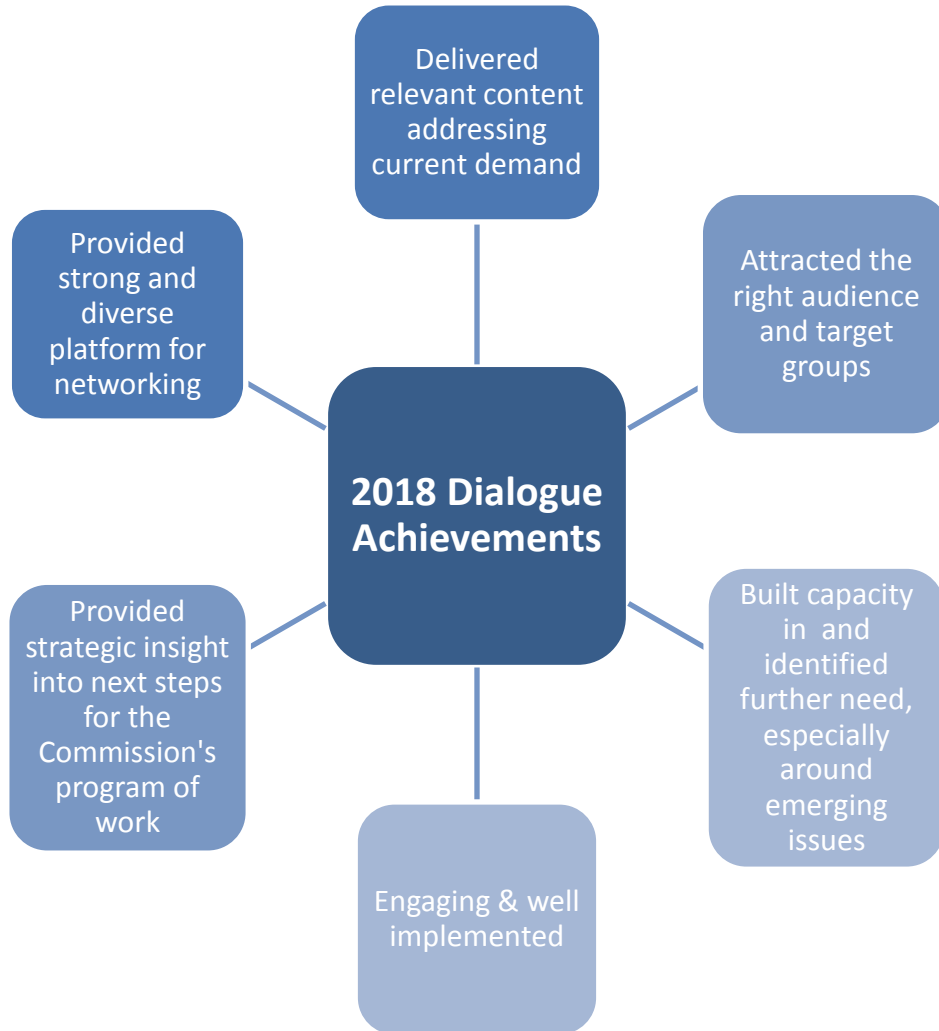 Delivered
relevant content
addressing
current demand
Attracted the
right audience
and target
groups
Built capacity
in and
identified
further need,
especially
around
emerging
issues
Engaging & well
implemented
Provided
strategic insight
into next steps
for the
Commission's
program of
work
Provided
strong and
diverse
platform for
networking
2018 Dialogue
Achievements